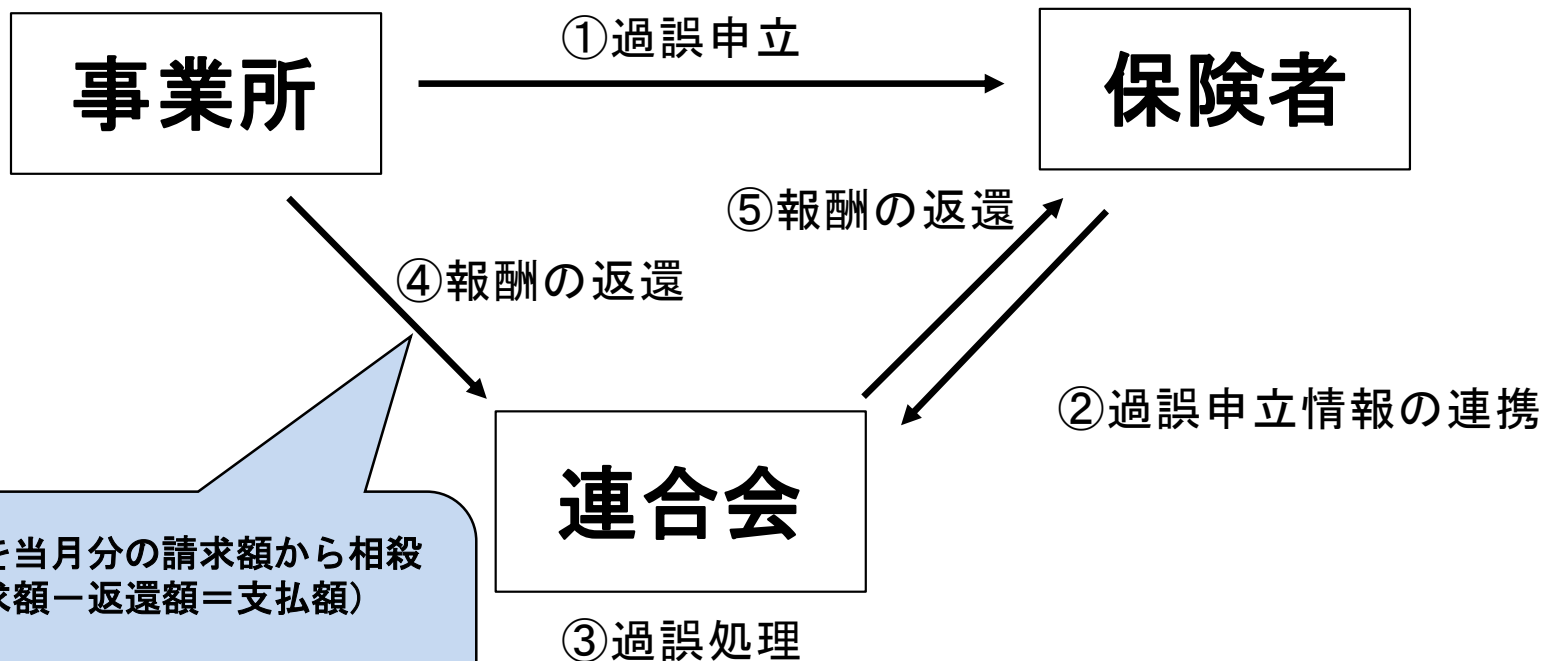 ①過誤申立
事業所
保険者
⑤報酬の返還
④報酬の返還
②過誤申立情報の連携
連合会
当月分の請求額から相殺
求額－返還額＝支払額）
③過誤処理